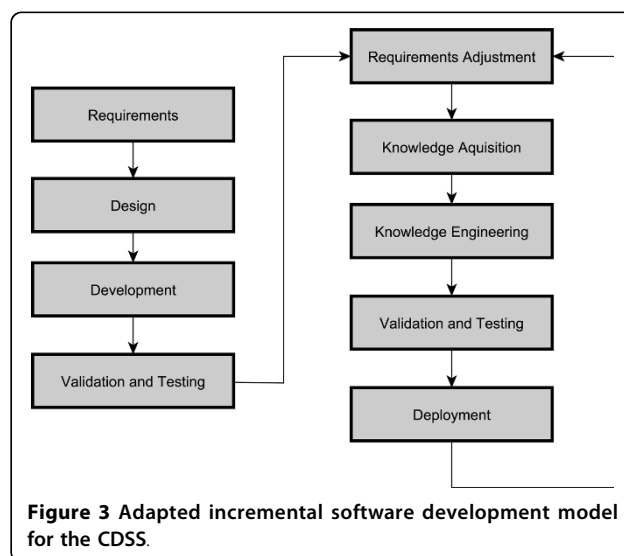 Requirements
Design
Development
Validation and Testing
Requirements Adjustment
Knowledge Aquisition
Knowledge Engineering
Validation and Testing
Deployment
Figure 3 Adapted incremental software development model
for the CDSS.